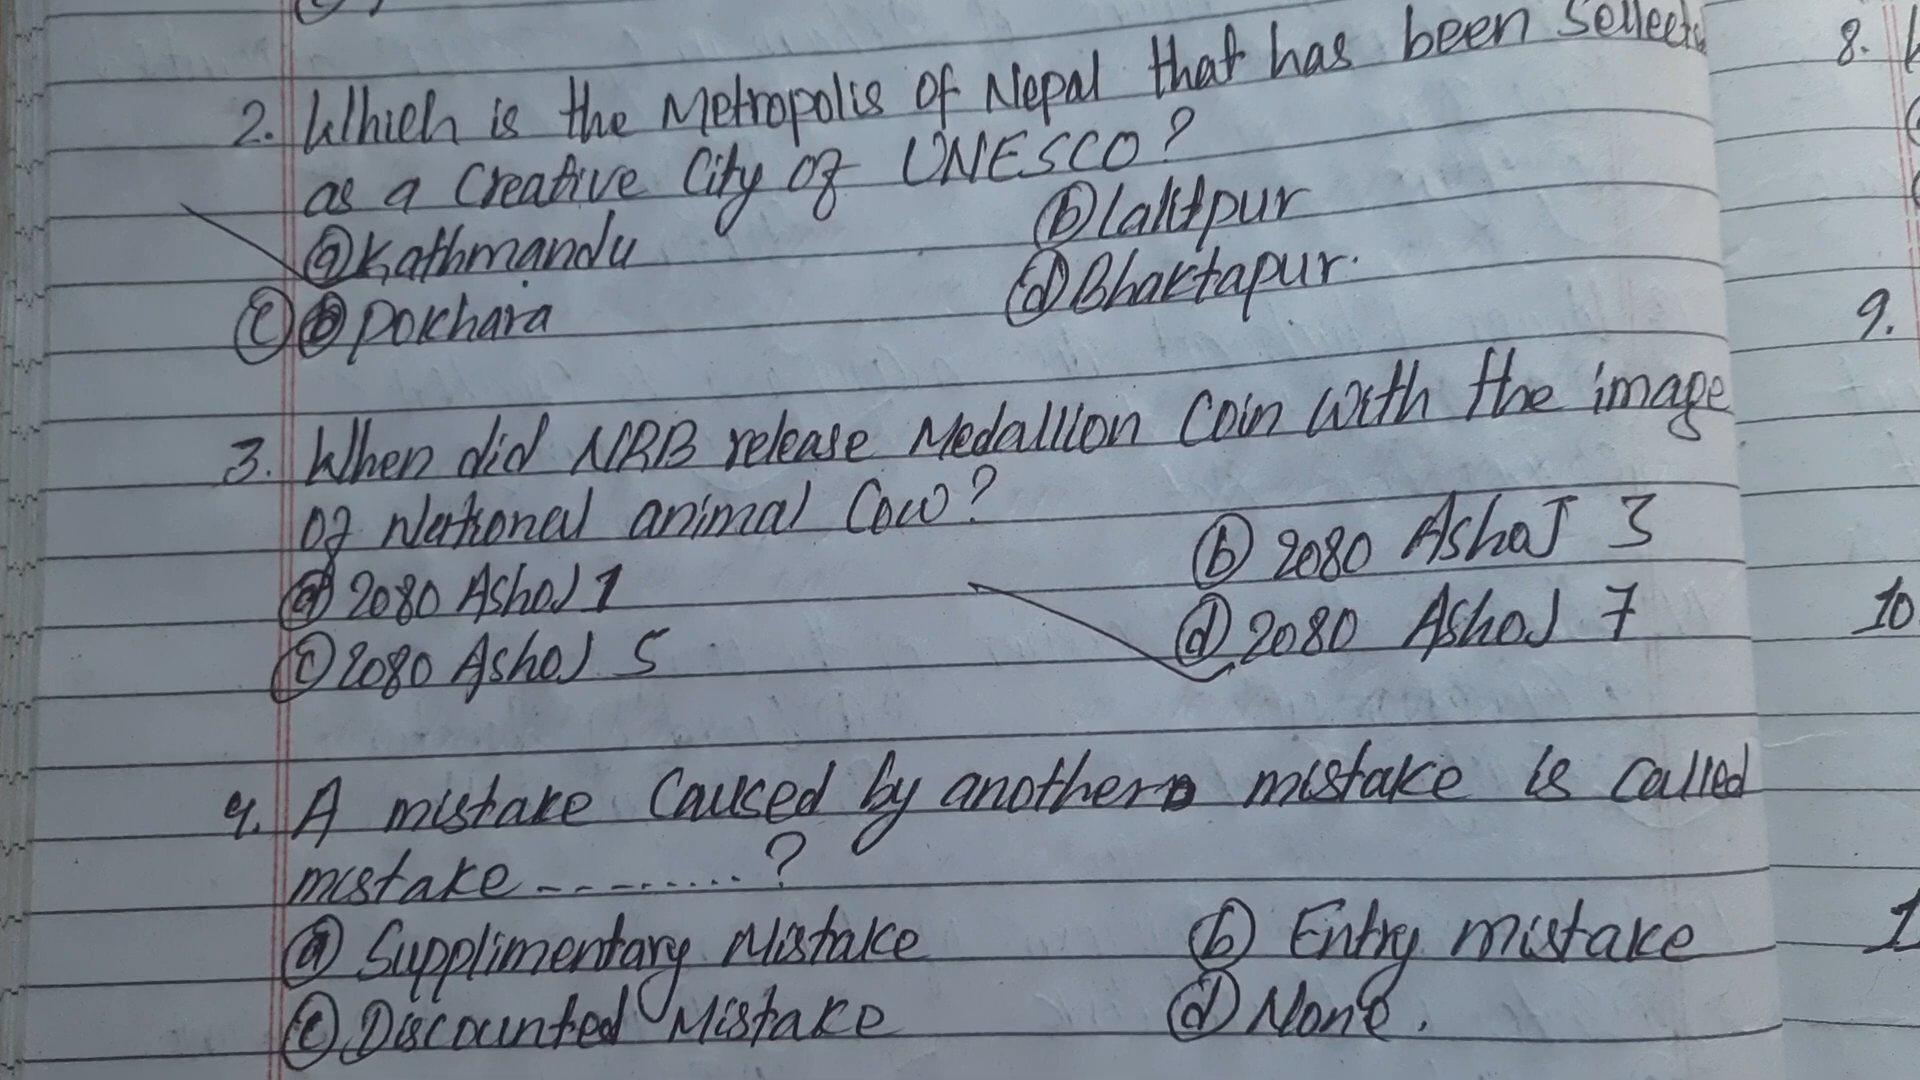 2. Which is the Metropolis of Nepal that has been
as a Creative City of UNESCO?
(a) Kathmandu (b) Lalitpur
(c) Pokhara (d) Bhaktapur.
3. When did NRB release Medallion Coin with the image
of National animal Cow?
(a) 2080 Ashoj 1 (b) 2080 Ashoj 3
(c) 2080 Ashoj 5 (d) 2080 Ashoj 7
4. A mistake caused by another mistake is called
mistake .........?
(a) Supplimentary Mistake (b) Entry mistake
(c) Discounted Mistake (d) None.
8.
9.
10